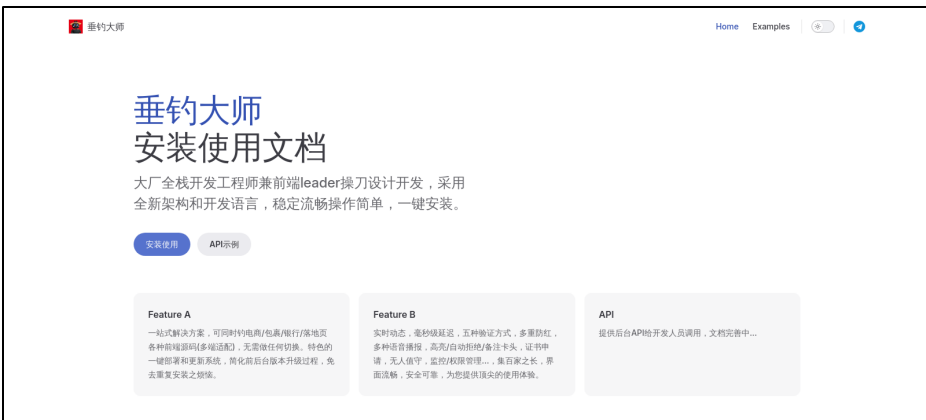 垂钓大师
Home Examples
垂钓大师
安装使用文档
大厂全栈开发工程师兼前端leader操刀设计开发，采用
全新架构和开发语言，稳定流畅操作简单，一键安装。
安装使用 API示例
Feature A
一站式解决方案，可同时钓电商/包裹/银行/落地页
各种前端源码(多端适配)，无需做任何切换。特色的
一键部署和更新系统，简化前后台版本升级过程，免
去重复安装之烦恼。
Feature B
实时动态，毫秒级延迟，五种验证方式，多重防红，
多种语音播报，高亮/自动拒绝/备注卡头，证书申
请，无人值守，监控/权限管理...，集百家之长，界
面流畅，安全可靠，为您提供顶尖的使用体验。
API
提供后台API给开发人员调用，文档完善中...